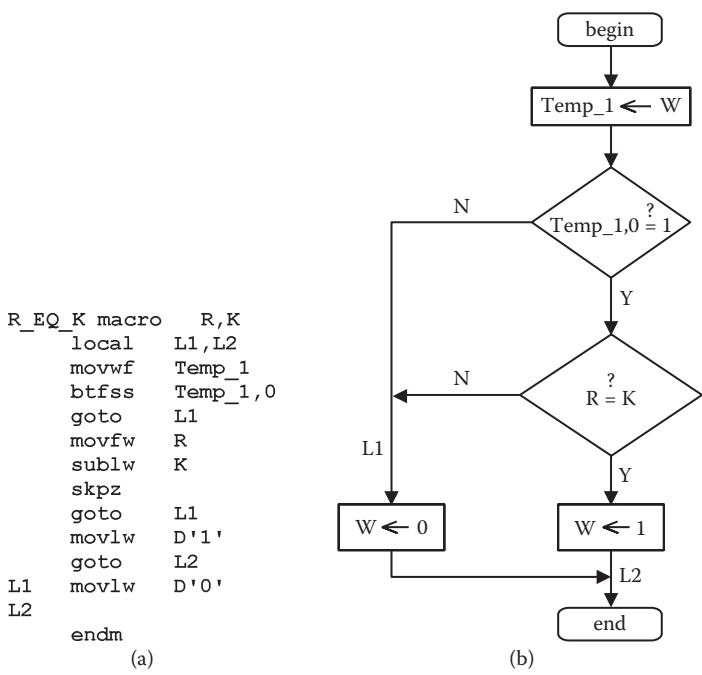 R_EQ_K macro R,K
local L1,L2
movwf Temp_1
btfss Temp_1,0
goto L1
movfw R
sublw K
skpz
goto L1
movlw D'1'
goto L2
L1 movlw D'0'
L2
endm
(a)
begin
Temp_1 ← W
?
Temp_1,0 = 1
N
Y
?
R = K
N
Y
L1
W ← 0
W ← 1
L2
end
(b)